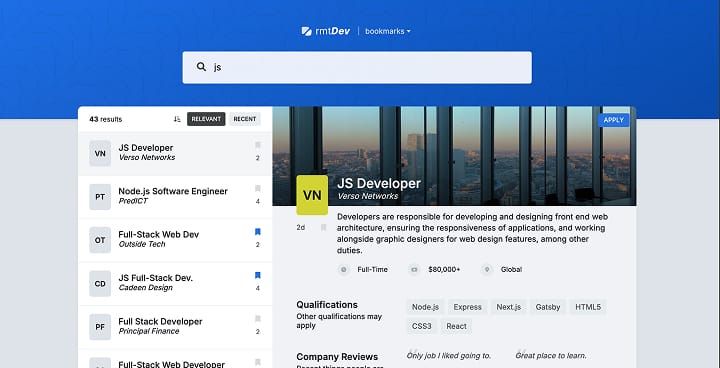 rmtDev
bookmarks
js
43 results
RELEVANT
RECENT
VN
JS Developer
Verso Networks
2
PT
Node.js Software Engineer
PredICT
4
OT
Full-Stack Web Dev
Outside Tech
2
CD
JS Full-Stack Dev.
Cadeen Design
4
PF
Full Stack Developer
Principal Finance
2
Full-Stack Web Developer
APPLY
VN
JS Developer
Verso Networks
2d
Developers are responsible for developing and designing front end web
architecture, ensuring the responsiveness of applications, and working
alongside graphic designers for web design features, among other
duties.
Full-Time
$80,000+
Global
Qualifications
Other qualifications may
apply
Node.js
Express
Next.js
Gatsby
HTML5
CSS3
React
Company Reviews
Recent things people are
Only job I liked going to.
Great place to learn.